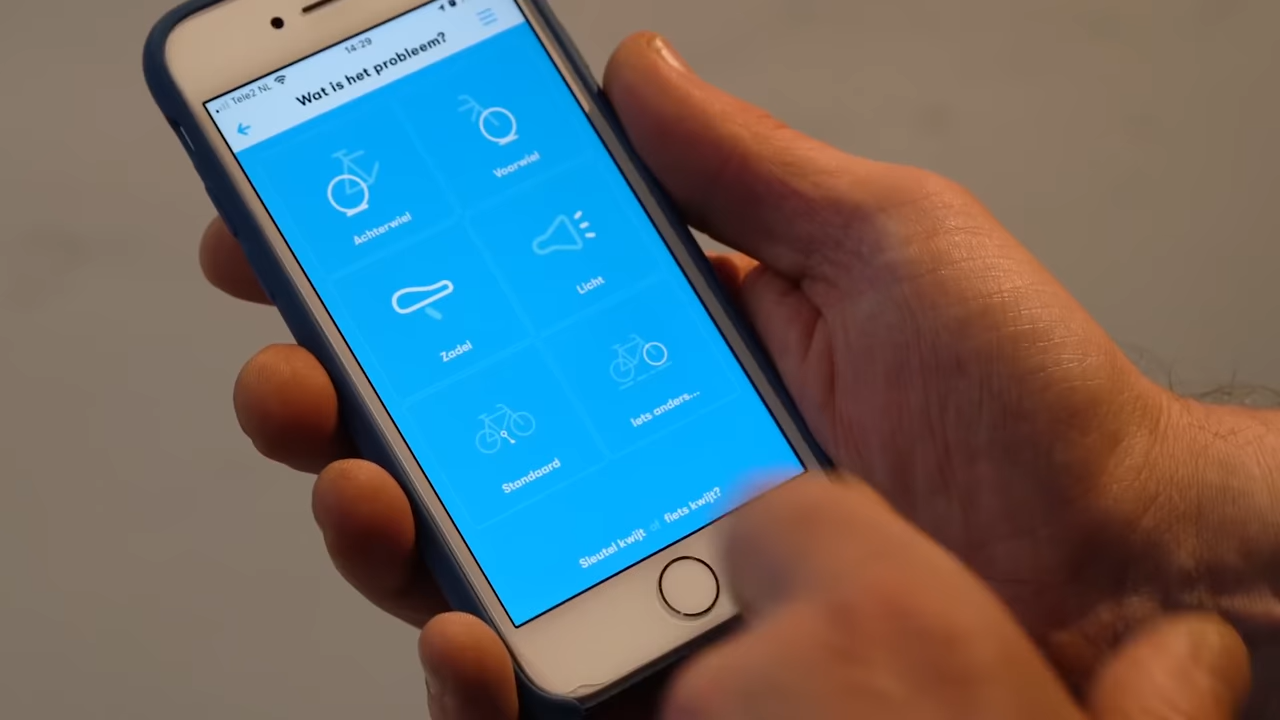 Tele2 NL 14:29
Wat is het probleem?
Achterwiel
Voorwiel
Zadel
Licht
Standaard
Iets anders...
Sleutel kwijt of fiets kwijt?